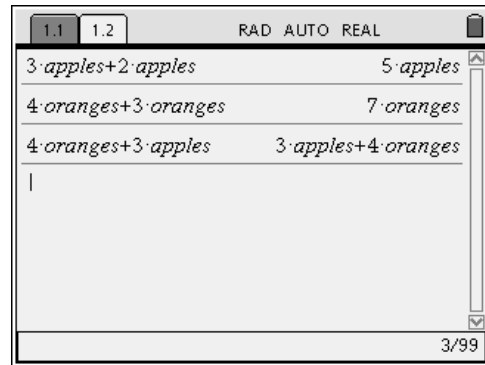 1.1 1.2 RAD AUTO REAL
3·apples+2·apples 5·apples
4·oranges+3·oranges 7·oranges
4·oranges+3·apples 3·apples+4·oranges
3/99